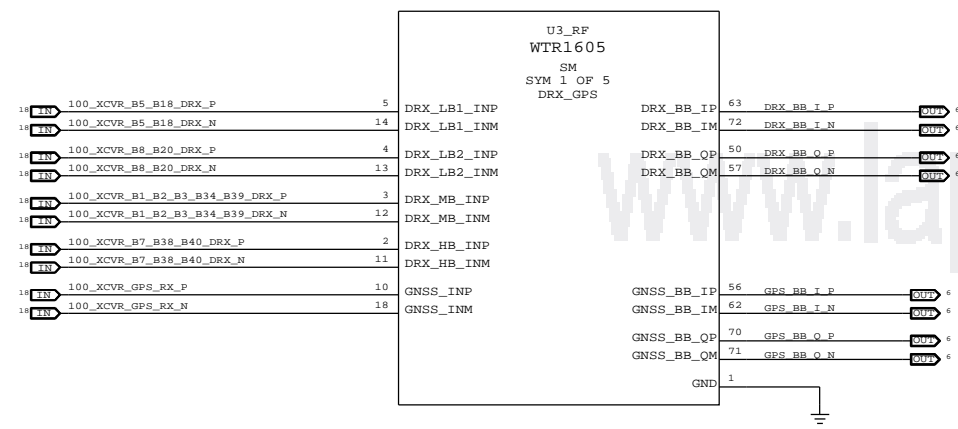 U3_RF
WTR1605
SM
SYM 1 OF 5
DRX_GPS
18 IN 100_XCVR_B5_B18_DRX_P 5 DRX_LB1_INP DRX_BB_IP 63 DRX_BB_I_P OUT 6
18 IN 100_XCVR_B5_B18_DRX_N 14 DRX_LB1_INM DRX_BB_IM 72 DRX_BB_I_N OUT 6
18 IN 100_XCVR_B8_B20_DRX_P 4 DRX_LB2_INP DRX_BB_QP 50 DRX_BB_Q_P OUT 6
18 IN 100_XCVR_B8_B20_DRX_N 13 DRX_LB2_INM DRX_BB_QM 57 DRX_BB_Q_N OUT 6
18 IN 100_XCVR_B1_B2_B3_B34_B39_DRX_P 3 DRX_MB_INP
18 IN 100_XCVR_B1_B2_B3_B34_B39_DRX_N 12 DRX_MB_INM
18 IN 100_XCVR_B7_B38_B40_DRX_P 2 DRX_HB_INP
18 IN 100_XCVR_B7_B38_B40_DRX_N 11 DRX_HB_INM
18 IN 100_XCVR_GPS_RX_P 10 GNSS_INP GNSS_BB_IP 56 GPS_BB_I_P OUT 6
18 IN 100_XCVR_GPS_RX_N 18 GNSS_INM GNSS_BB_IM 62 GPS_BB_I_N OUT 6
GNSS_BB_QP 70 GPS_BB_Q_P OUT 6
GNSS_BB_QM 71 GPS_BB_Q_N OUT 6
GND 1
www.la